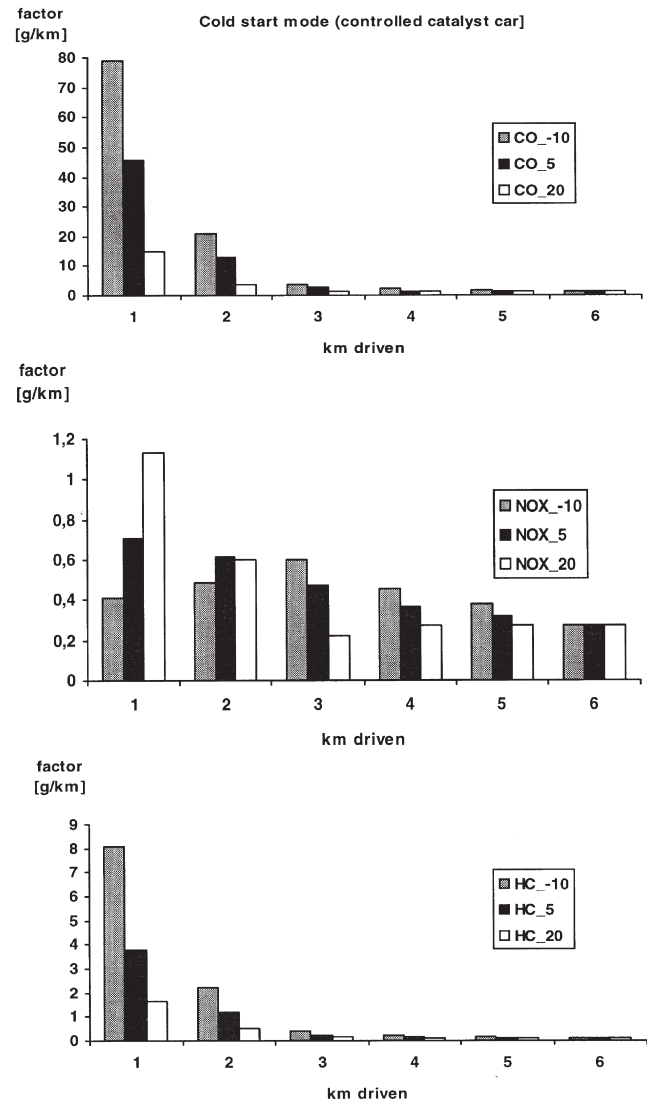 factor
[g/km]
Cold start mode (controlled catalyst car]
80
70
60
50
40
30
20
10
0
CO_-10
CO_5
CO_20
1 2 3 4 5 6
km driven
factor
[g/km]
1,2
1
0,8
0,6
0,4
0,2
0
NOX_-10
NOX_5
NOX_20
1 2 3 4 5 6
km driven
factor
[g/km]
9
8
7
6
5
4
3
2
1
0
HC_-10
HC_5
HC_20
1 2 3 4 5 6
km driven